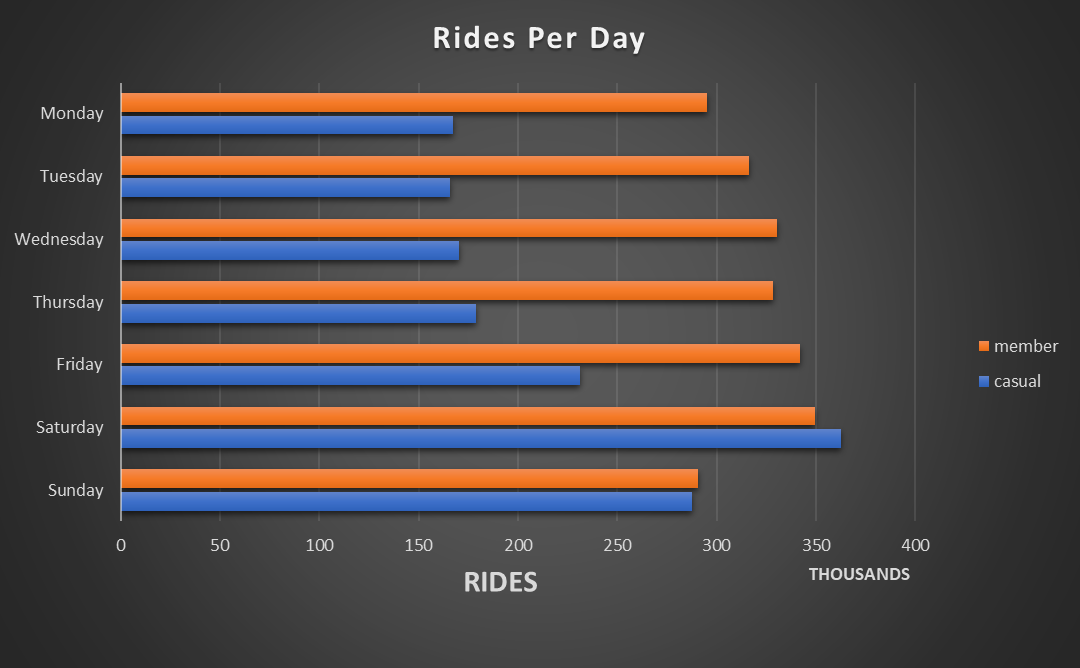 Rides Per Day
Monday
Tuesday
Wednesday
Thursday
Friday
Saturday
Sunday
0 50 100 150 200 250 300 350 400
RIDES
THOUSANDS
member
casual